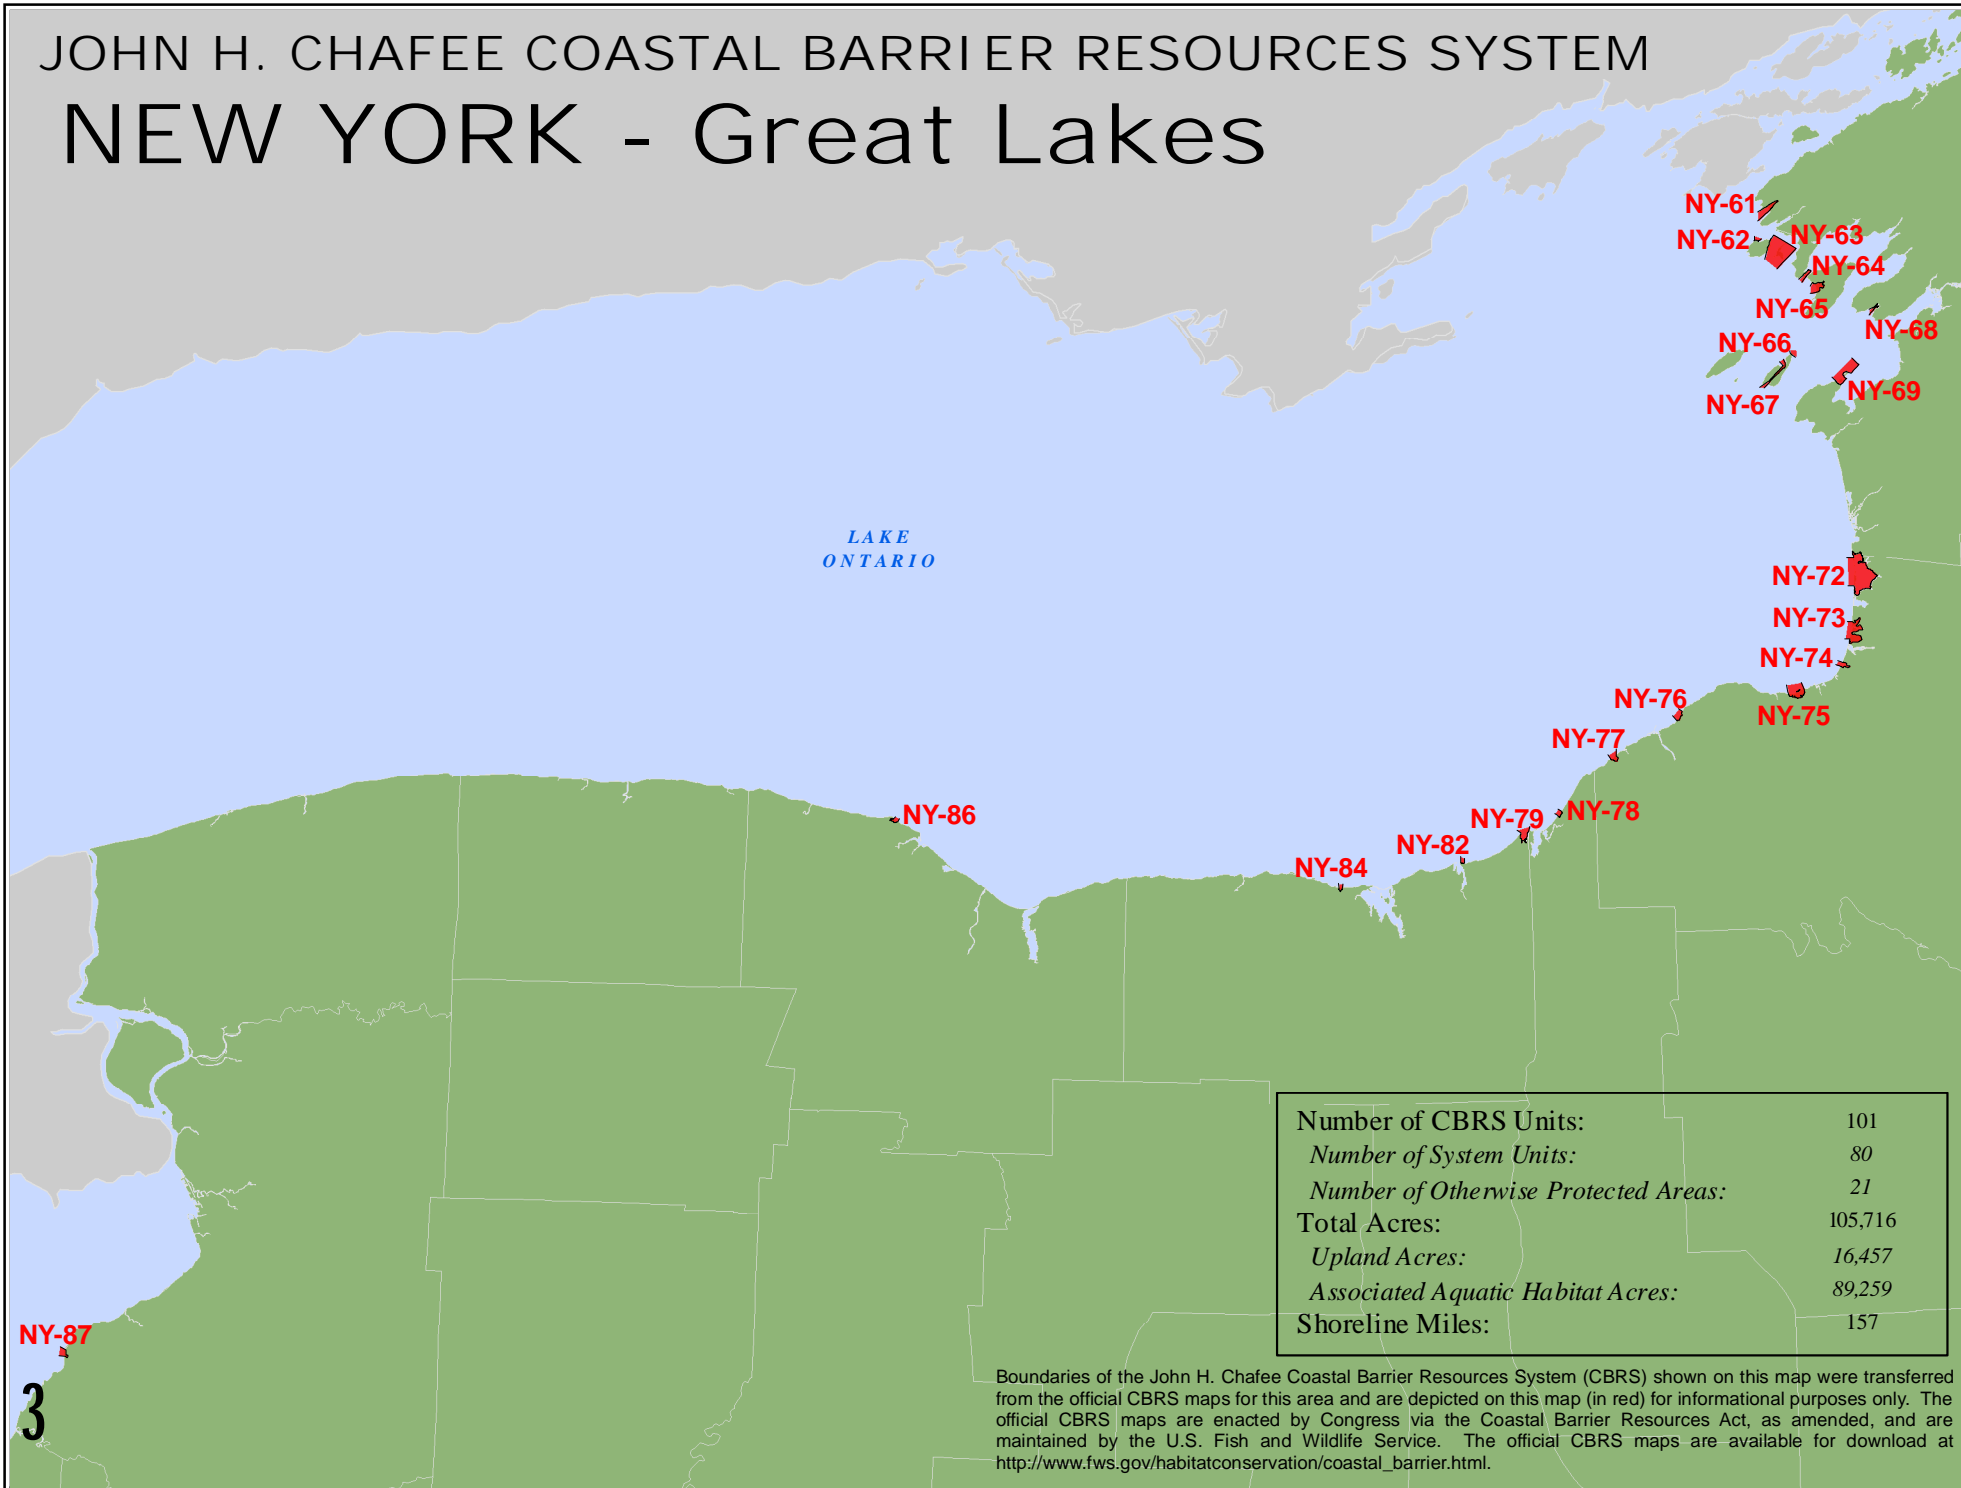 JOHN H. CHAFEE COASTAL BARRIER RESOURCES SYSTEM
NEW YORK - Great Lakes
NY-61
NY-62
NY-63
NY-64
NY-65
NY-68
NY-66
NY-67
NY-69
LAKE
ONTARIO
NY-72
NY-73
NY-74
NY-75
NY-76
NY-77
NY-78
NY-79
NY-82
NY-84
NY-86
NY-87
3
Number of CBRS Units: 101
Number of System Units: 80
Number of Otherwise Protected Areas: 21
Total Acres: 105,716
Upland Acres: 16,457
Associated Aquatic Habitat Acres: 89,259
Shoreline Miles: 157
Boundaries of the John H. Chafee Coastal Barrier Resources System (CBRS) shown on this map were transferred
from the official CBRS maps for this area and are depicted on this map (in red) for informational purposes only. The
official CBRS maps are enacted by Congress via the Coastal Barrier Resources Act, as amended, and are
maintained by the U.S. Fish and Wildlife Service. The official CBRS maps are available for download at
http://www.fws.gov/habitatconservation/coastal_barrier.html.